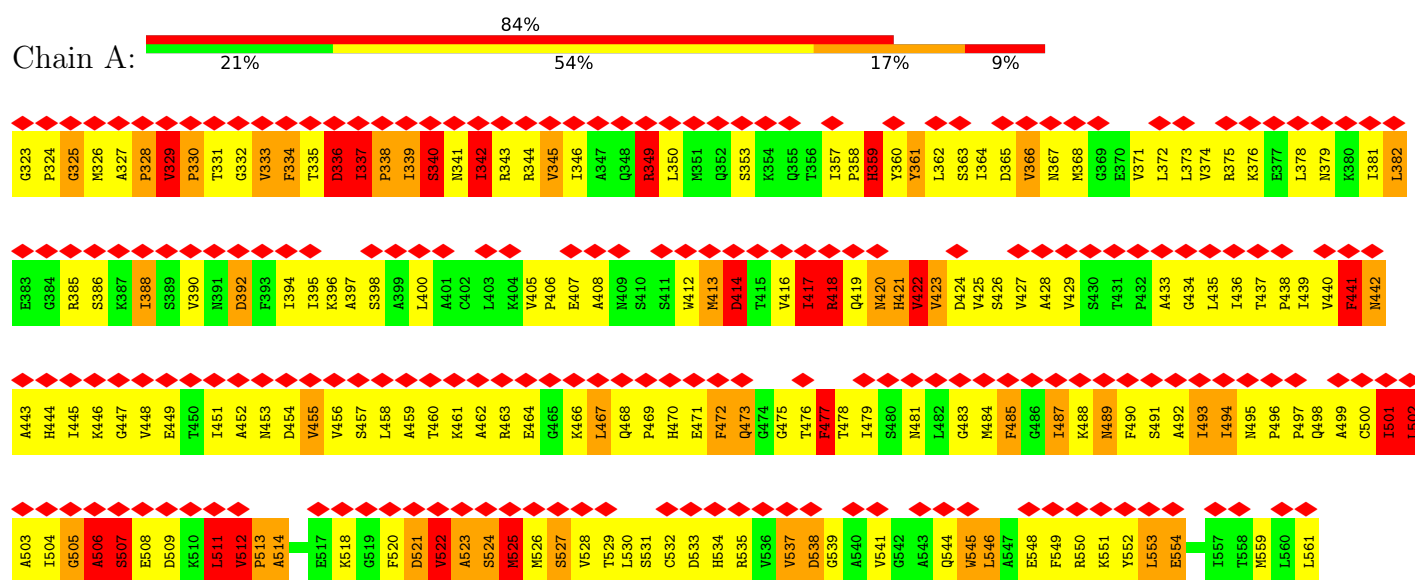 84%
Chain A:
21% 54% 17% 9%
G323 P324 G325 M326 A327 P328 V329 P330 T331 G332 V333 F334 T335 D336 I337 P338 I339 S340 N341 I342 R343 R344 V345 I346 A347 Q348 R349 L350 M351 Q352 S353 K354 Q355 T356 I357 P358 H359 Y360 Y361 L362 S363 I364 D365 V366 N367 M368 G369 E370 V371 L372 L373 V374 R375 K376 E377 L378 N379 K380 I381 L382
E383 G384 R385 S386 K387 I388 S389 V390 N391 D392 F393 I394 I395 K396 A397 S398 A399 L400 A401 C402 L403 K404 V405 P406 E407 A408 N409 S410 S411 W412 M413 D414 T415 V416 I417 R418 Q419 N420 H421 V422 V423 D424 V425 S426 V427 A428 V429 S430 T431 P432 A433 G434 L435 I436 T437 P438 I439 V440 F441 N442
A443 H444 I445 K446 G447 V448 E449 T450 I451 A452 N453 D454 V455 V456 S457 L458 A459 T460 K461 A462 R463 E464 G465 K466 L467 Q468 P469 H470 E471 F472 Q473 G474 G475 T476 F477 T478 I479 S480 N481 L482 G483 M484 F485 G486 I487 K488 N489 F490 S491 A492 I493 I494 N495 P496 P497 Q498 A499 C500 I501 L502
A503 I504 G505 A506 S507 E508 D509 K510 L511 V512 P513 A514 E517 K518 G519 F520 D521 V522 A523 S524 M525 M526 S527 V528 T529 L530 S531 C532 D533 H534 R535 V536 V537 D538 G539 A540 V541 G542 A543 Q544 W545 L546 A547 E548 F549 R550 K551 Y552 L553 E554 I557 T558 M559 L560 L561